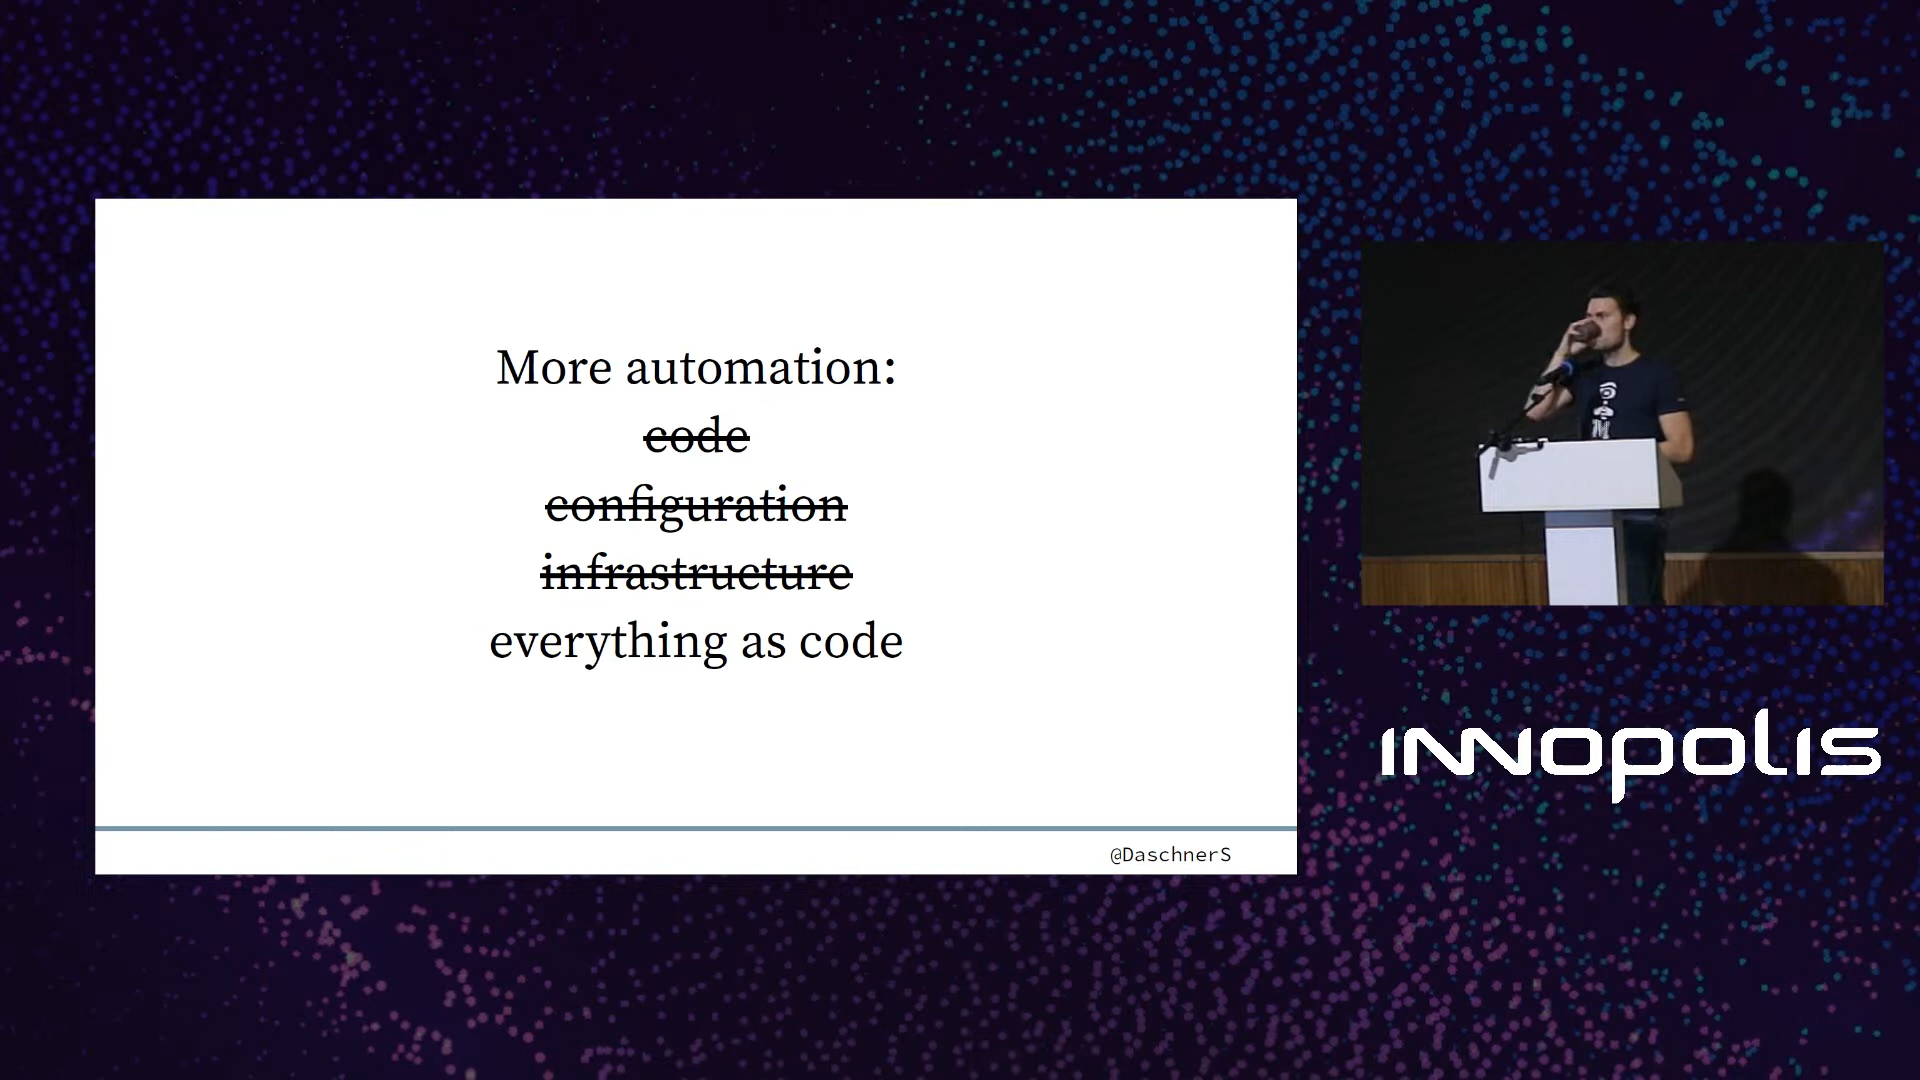 More automation:
code
configuration
infrastructure
everything as code
@DaschnerS
innopolis